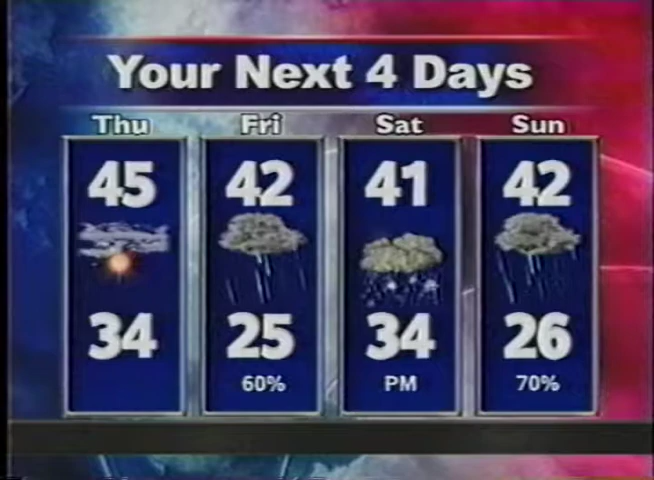 Your Next 4 Days
Thu Fri Sat Sun
45 42 41 42
34 25 34 26
60% PM 70%